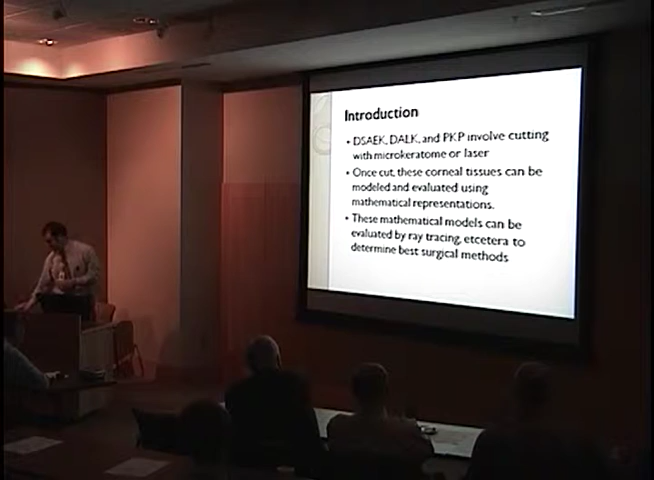 Introduction
• DSAEK, DALK, and PKP involve cutting
with microkeratome or laser
• Once cut, these corneal tissues can be
modeled and evaluated using
mathematical representations.
• These mathematical models can be
evaluated by ray tracing, etcetera to
determine best surgical methods